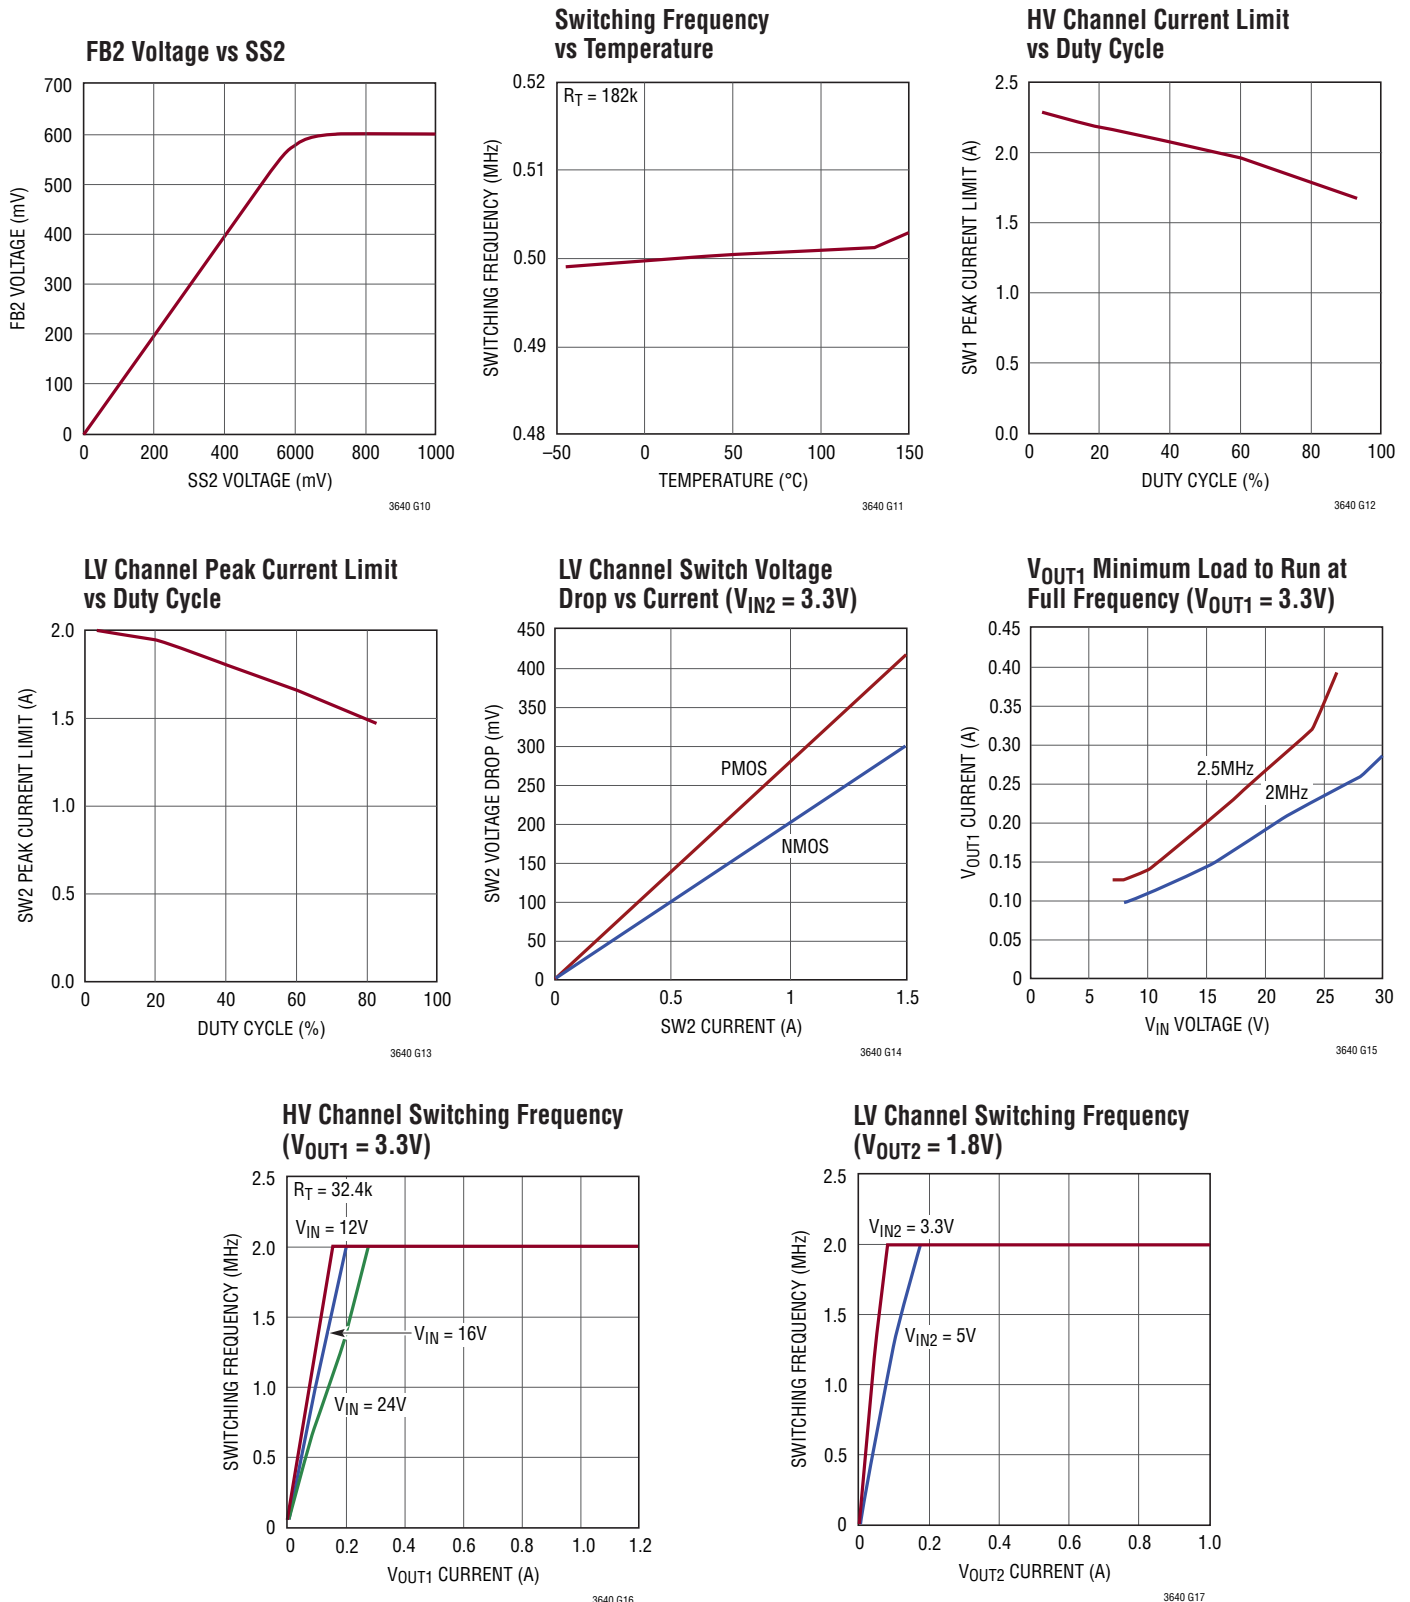 FB2 Voltage vs SS2
700
600
500
400
300
200
100
0
FB2 VOLTAGE (mV)
0 200 400 6000 800 1000
SS2 VOLTAGE (mV)
3640 G10
Switching Frequency
vs Temperature
RT = 182k
0.52
0.51
0.50
0.49
0.48
SWITCHING FREQUENCY (MHz)
–50 0 50 100 150
TEMPERATURE (°C)
3640 G11
HV Channel Current Limit
vs Duty Cycle
2.5
2.0
1.5
1.0
0.5
0.0
SW1 PEAK CURRENT LIMIT (A)
0 20 40 60 80 100
DUTY CYCLE (%)
3640 G12
LV Channel Peak Current Limit
vs Duty Cycle
2.0
1.5
1.0
0.5
0.0
SW2 PEAK CURRENT LIMIT (A)
0 20 40 60 80 100
DUTY CYCLE (%)
3640 G13
LV Channel Switch Voltage
Drop vs Current (VIN2 = 3.3V)
450
400
350
300
250
200
150
100
50
0
SW2 VOLTAGE DROP (mV)
PMOS
NMOS
0 0.5 1 1.5
SW2 CURRENT (A)
3640 G14
VOUT1 Minimum Load to Run at
Full Frequency (VOUT1 = 3.3V)
0.45
0.40
0.35
0.30
0.25
0.20
0.15
0.10
0.05
0
VOUT1 CURRENT (A)
2.5MHz
2MHz
0 5 10 15 20 25 30
VIN VOLTAGE (V)
3640 G15
HV Channel Switching Frequency
(VOUT1 = 3.3V)
2.5
2.0
1.5
1.0
0.5
0
SWITCHING FREQUENCY (MHz)
RT = 32.4k
VIN = 12V
VIN = 16V
VIN = 24V
0 0.2 0.4 0.6 0.8 1.0 1.2
VOUT1 CURRENT (A)
3640 G16
LV Channel Switching Frequency
(VOUT2 = 1.8V)
2.5
2.0
1.5
1.0
0.5
0
SWITCHING FREQUENCY (MHz)
VIN2 = 3.3V
VIN2 = 5V
0 0.2 0.4 0.6 0.8 1.0
VOUT2 CURRENT (A)
3640 G17